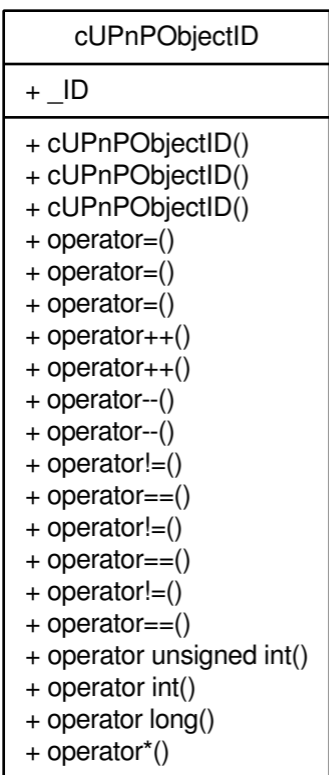 cUPnPObjectID
+ _ID
+ cUPnPObjectID()
+ cUPnPObjectID()
+ cUPnPObjectID()
+ operator=()
+ operator=()
+ operator=()
+ operator++()
+ operator++()
+ operator--()
+ operator--()
+ operator!=()
+ operator==()
+ operator!=()
+ operator==()
+ operator!=()
+ operator==()
+ operator unsigned int()
+ operator int()
+ operator long()
+ operator*()